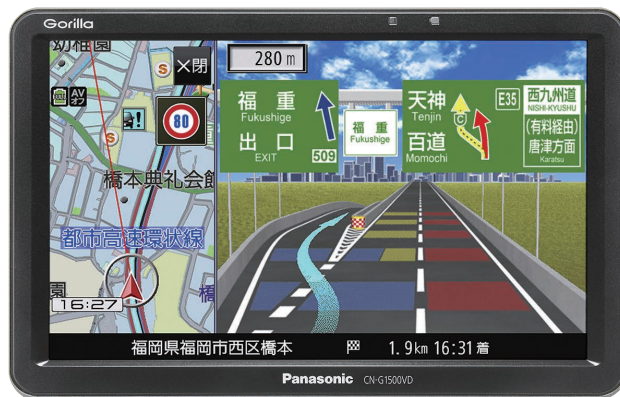 Gorilla
幼稚園
S
×閉
AV
オフ
80
S
橋本典礼会館
都市高速環状線
園
16:27
橋
280 m
福重
Fukushige
出口
EXIT
509
福重
Fukushige
天神
Tenjin
C
百道
Momochi
E35
西九州道
NISHI-KYUSHU
(有料経由)
唐津方面
Karatsu
福岡県福岡市西区橋本
1.9km 16:31着
Panasonic CN-G1500VD